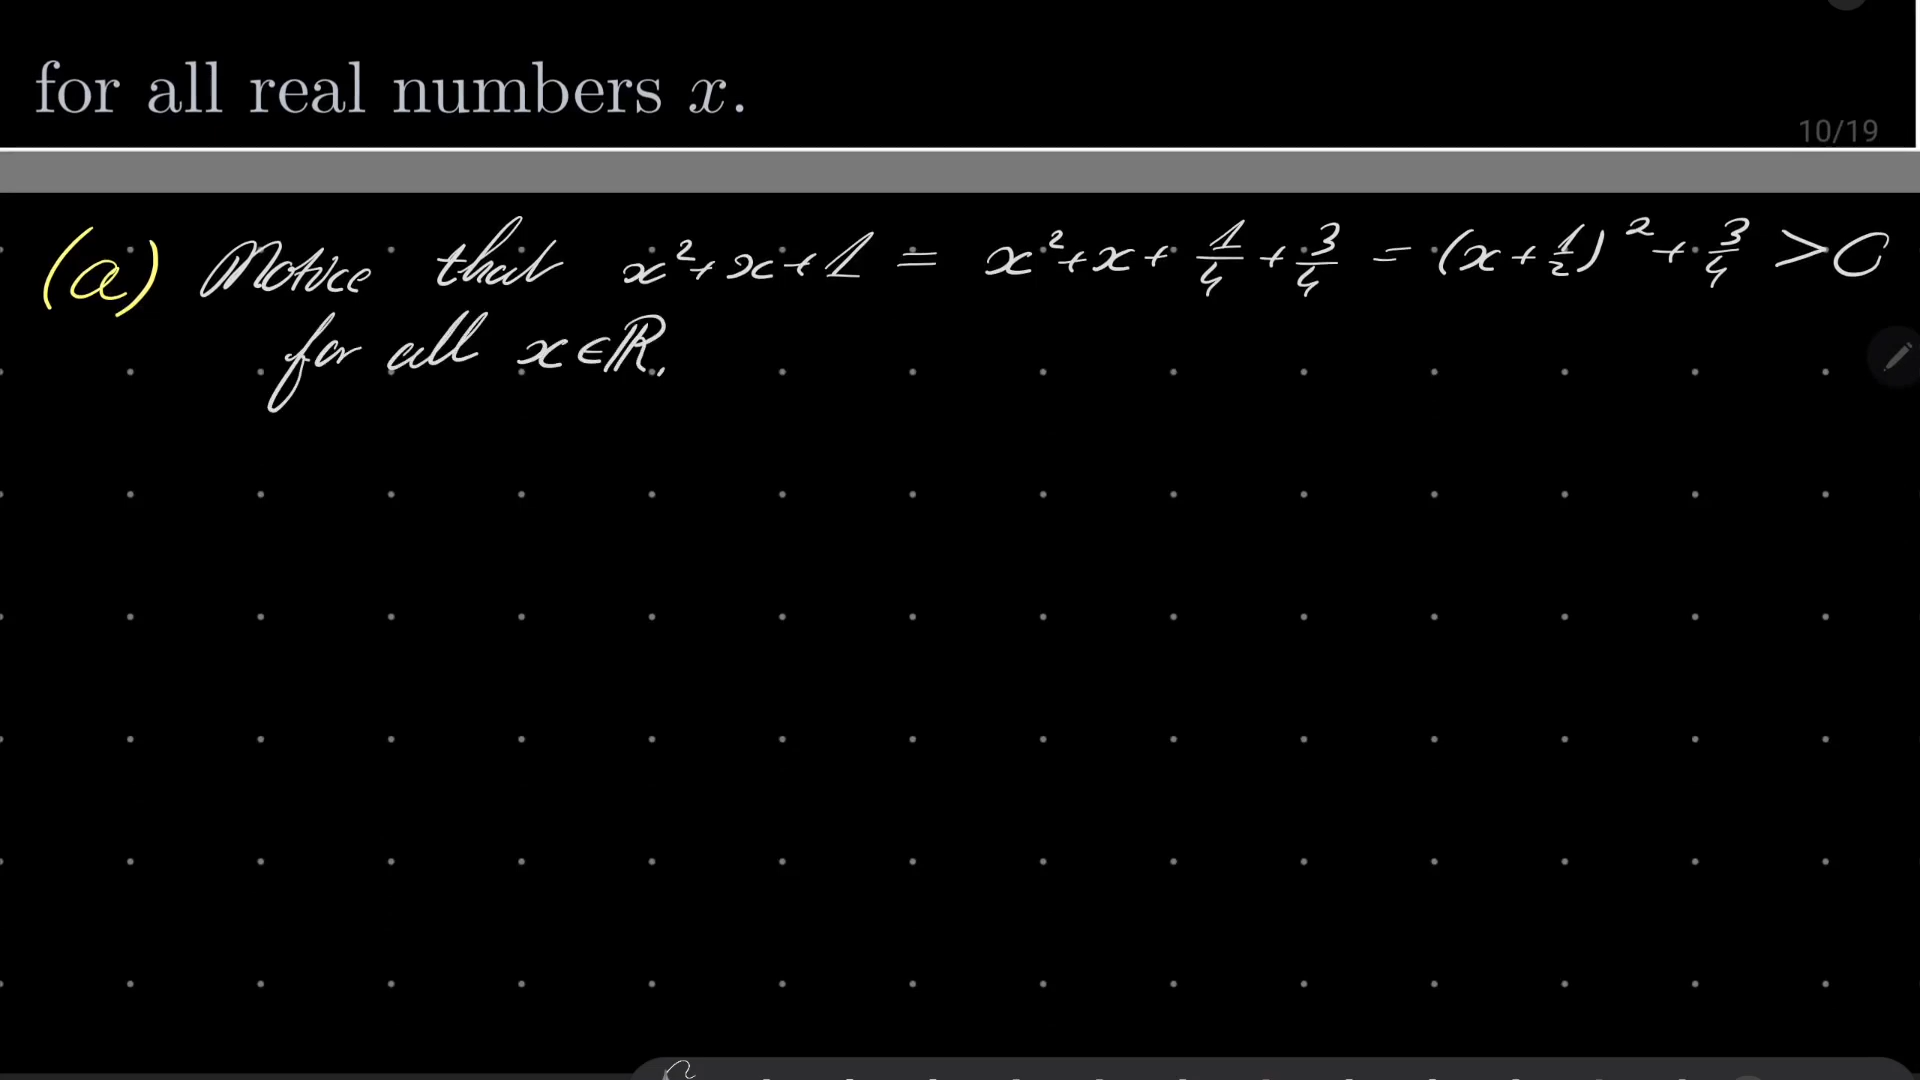 for all real numbers x.
10/19
(a) Notice that x²+x+1 = x²+x+ 1/4 + 3/4 = (x+1/2)² + 3/4 >0
for all x∈ℝ.